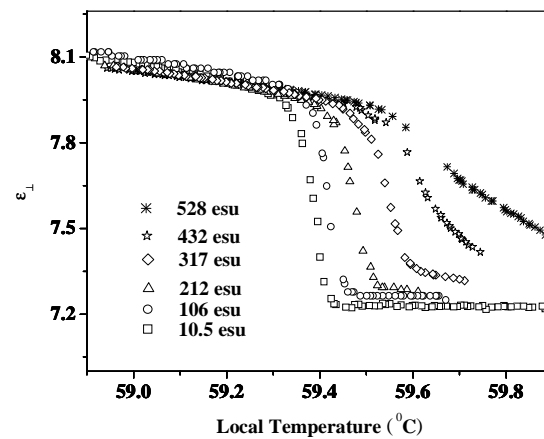 8.1
7.8
7.5
7.2
ε⊥
528 esu
432 esu
317 esu
212 esu
106 esu
10.5 esu
59.0 59.2 59.4 59.6 59.8
Local Temperature (⁰C)